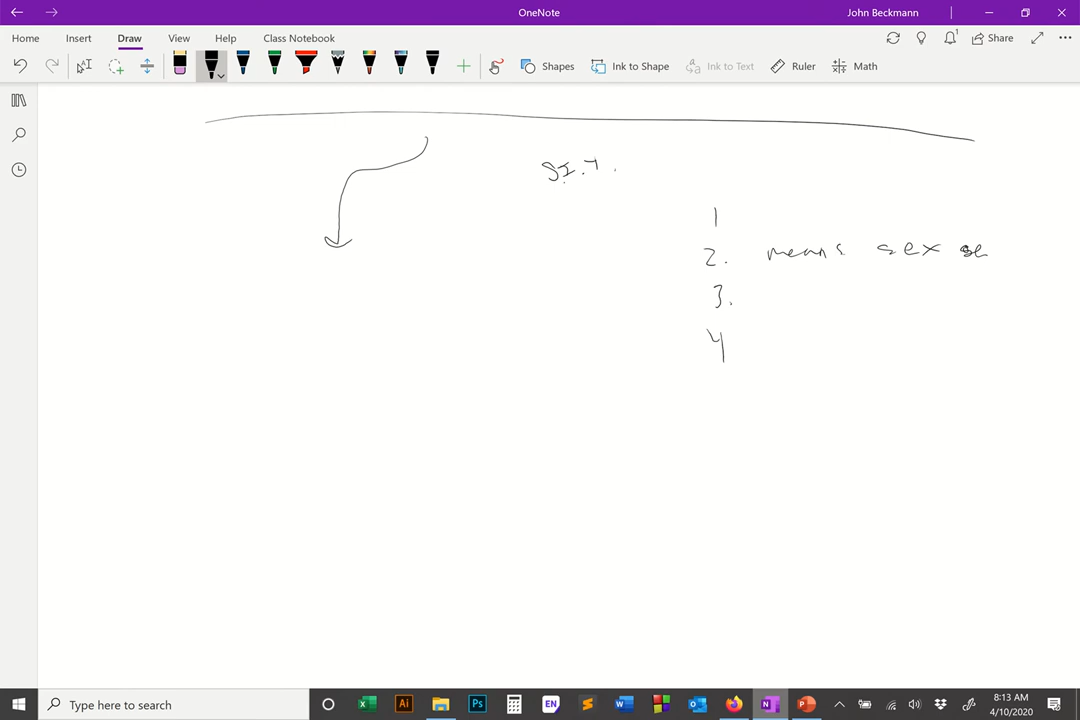 OneNote
John Beckmann
Home Insert Draw View Help Class Notebook
Share
Shapes Ink to Shape Ink to Text Ruler Math
1
2. means sex se
3.
4
Type here to search
8:13 AM
4/10/2020